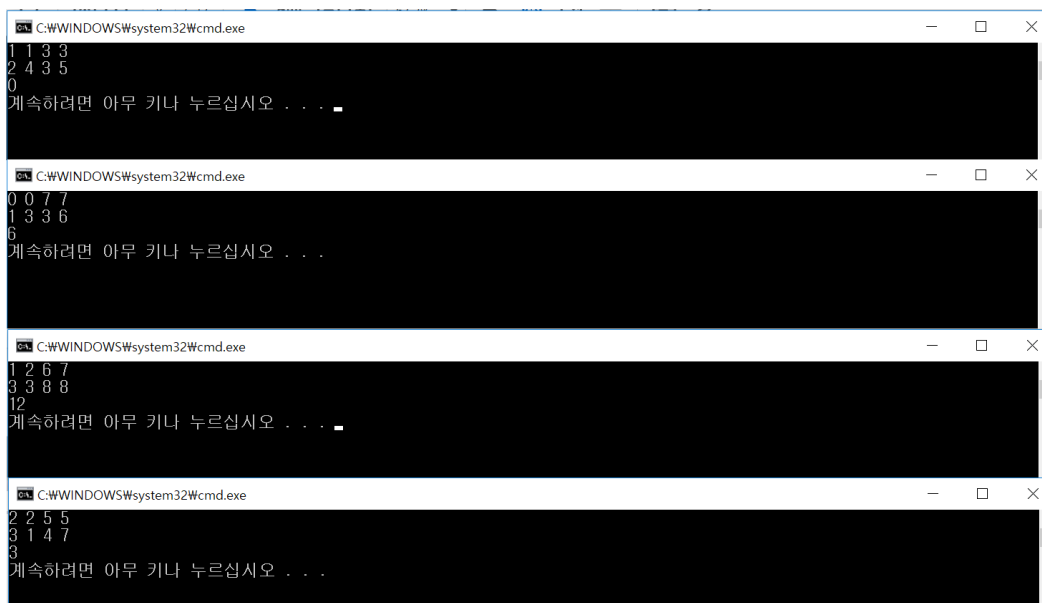 C:₩WINDOWS₩system32₩cmd.exe
1 1 3 3
2 4 3 5
0
계속하려면 아무 키나 누르십시오 . . .
C:₩WINDOWS₩system32₩cmd.exe
0 0 7 7
1 3 3 6
6
계속하려면 아무 키나 누르십시오 . . .
C:₩WINDOWS₩system32₩cmd.exe
1 2 6 7
3 3 8 8
12
계속하려면 아무 키나 누르십시오 . . .
C:₩WINDOWS₩system32₩cmd.exe
2 2 5 5
3 1 4 7
3
계속하려면 아무 키나 누르십시오 . . .